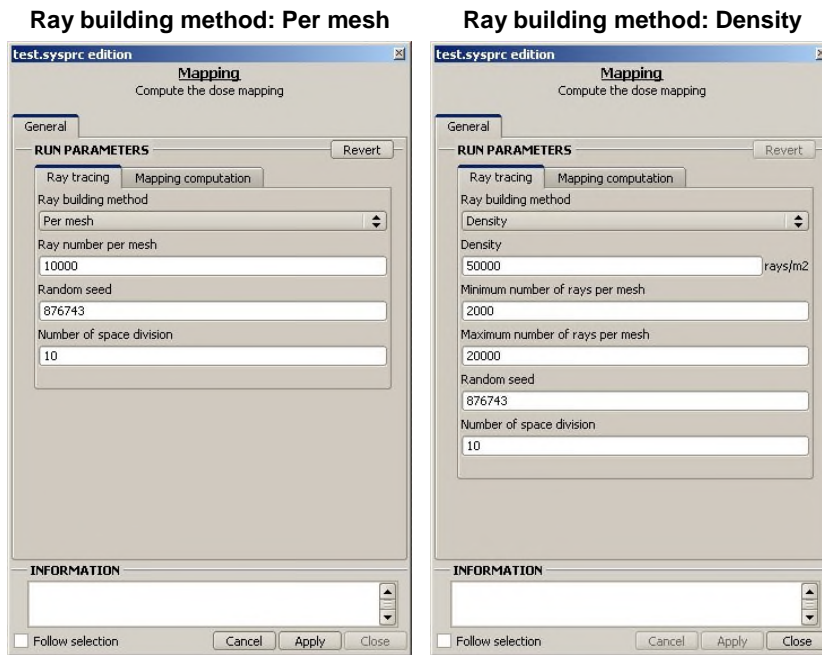 Ray building method: Per mesh
test.sysprc edition
Mapping
Compute the dose mapping
General
RUN PARAMETERS
Revert
Ray tracing
Mapping computation
Ray building method
Per mesh
Ray number per mesh
10000
Random seed
876743
Number of space division
10
INFORMATION
Follow selection
Cancel
Apply
Close
Ray building method: Density
test.sysprc edition
Mapping
Compute the dose mapping
General
RUN PARAMETERS
Revert
Ray tracing
Mapping computation
Ray building method
Density
Density
50000
rays/m2
Minimum number of rays per mesh
2000
Maximum number of rays per mesh
20000
Random seed
876743
Number of space division
10
INFORMATION
Follow selection
Cancel
Apply
Close